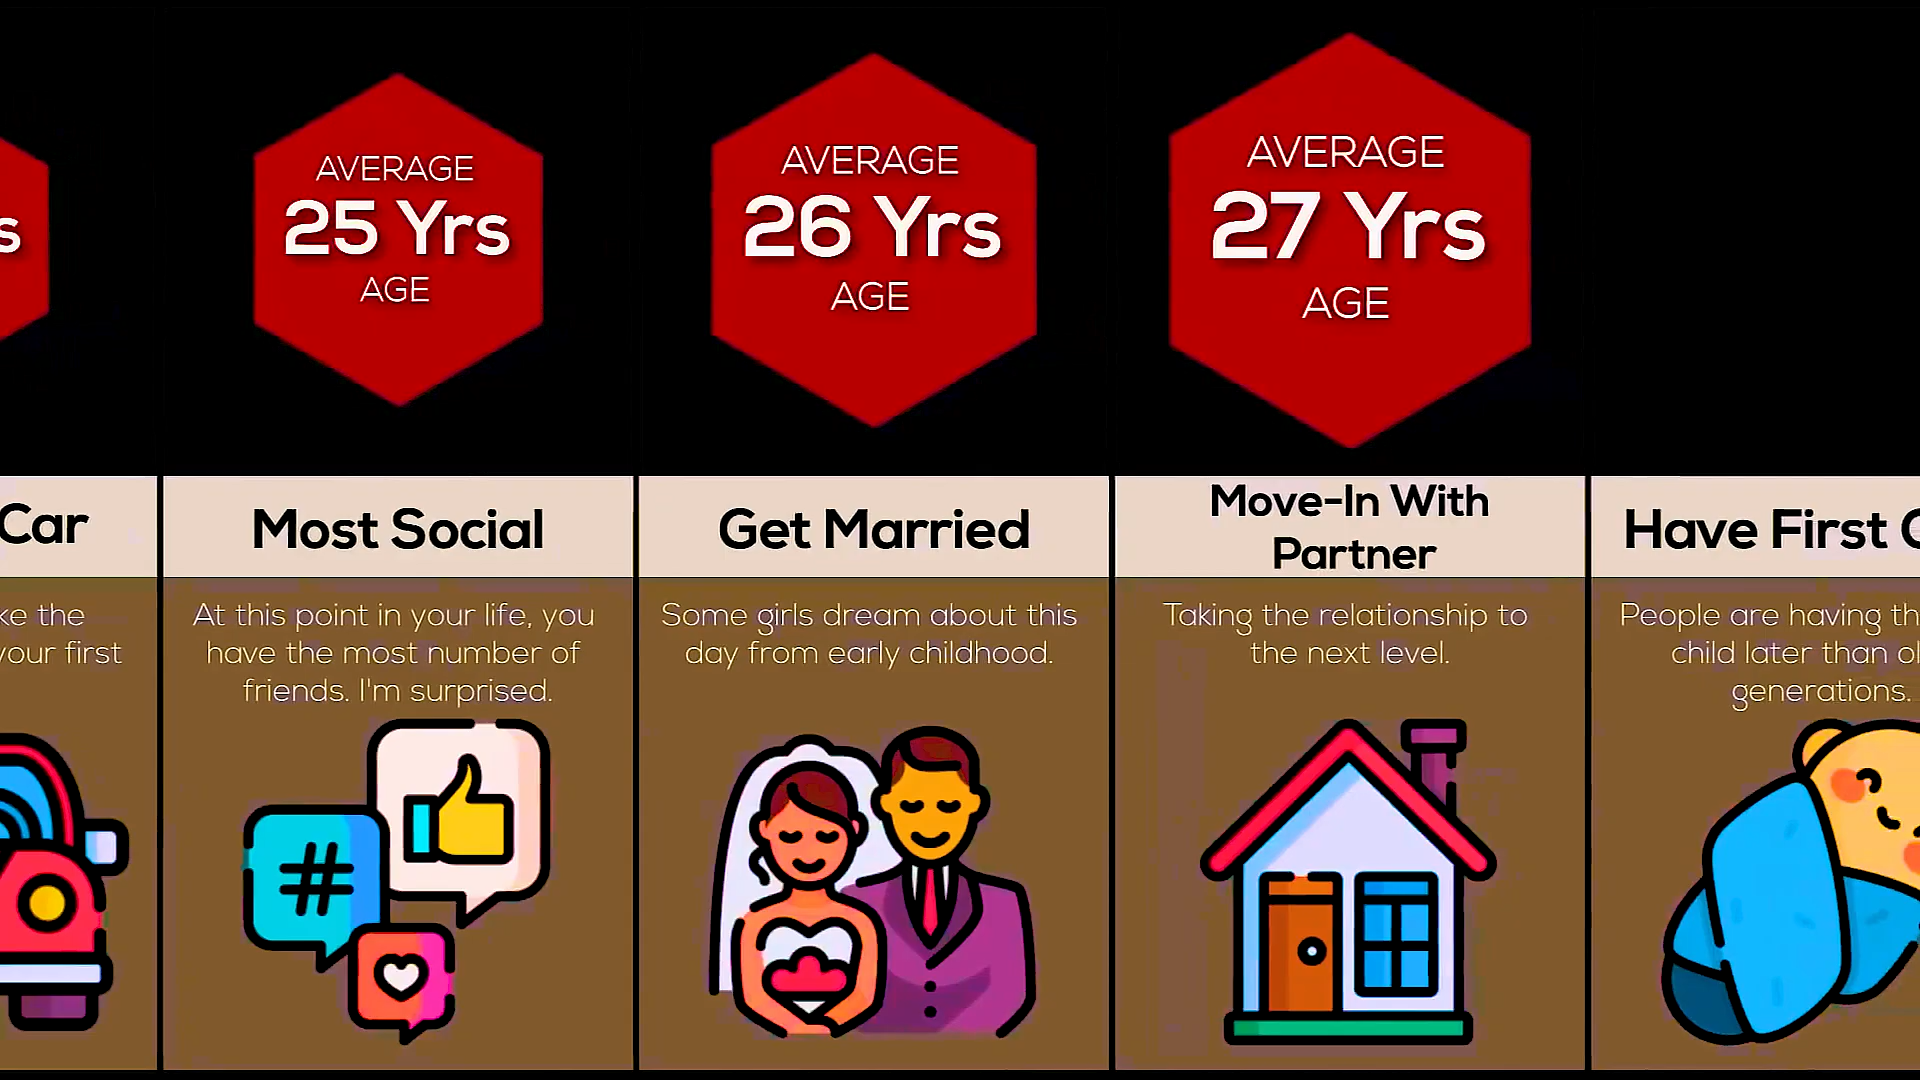 s
AVERAGE
25 Yrs
AGE
AVERAGE
26 Yrs
AGE
AVERAGE
27 Yrs
AGE
Car
ke the
your first
Most Social
At this point in your life, you
have the most number of
friends. I'm surprised.
#
Get Married
Some girls dream about this
day from early childhood.
Move-In With
Partner
Taking the relationship to
the next level.
Have First
People are having th
child later than ol
generations.